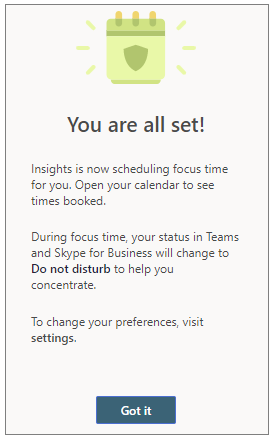 You are all set!
Insights is now scheduling focus time
for you. Open your calendar to see
times booked.
During focus time, your status in Teams
and Skype for Business will change to
Do not disturb to help you
concentrate.
To change your preferences, visit
settings.
Got it